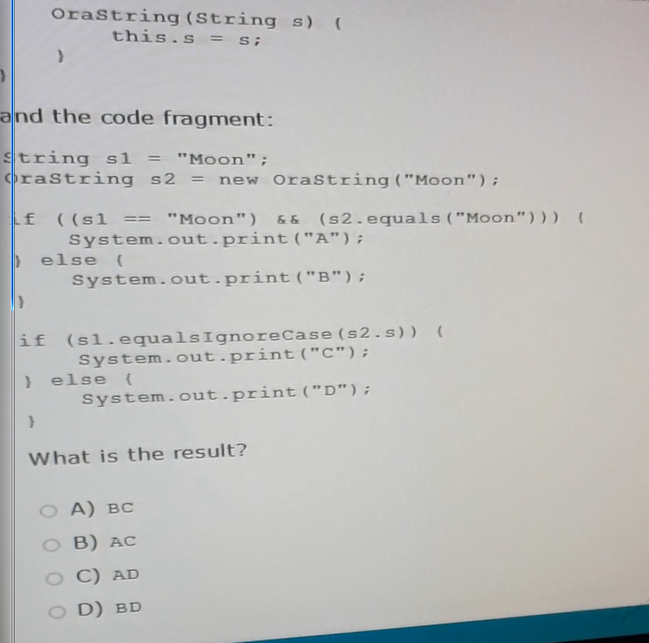 OraString(String s) {
this.s = s;
}
}
and the code fragment:
String s1 = "Moon";
OraString s2 = new OraString("Moon");
if ((s1 == "Moon") && (s2.equals("Moon"))) {
System.out.print("A");
} else {
System.out.print("B");
}
if (s1.equalsIgnoreCase(s2.s)) {
System.out.print("C");
} else {
System.out.print("D");
}
What is the result?
A) BC
B) AC
C) AD
D) BD